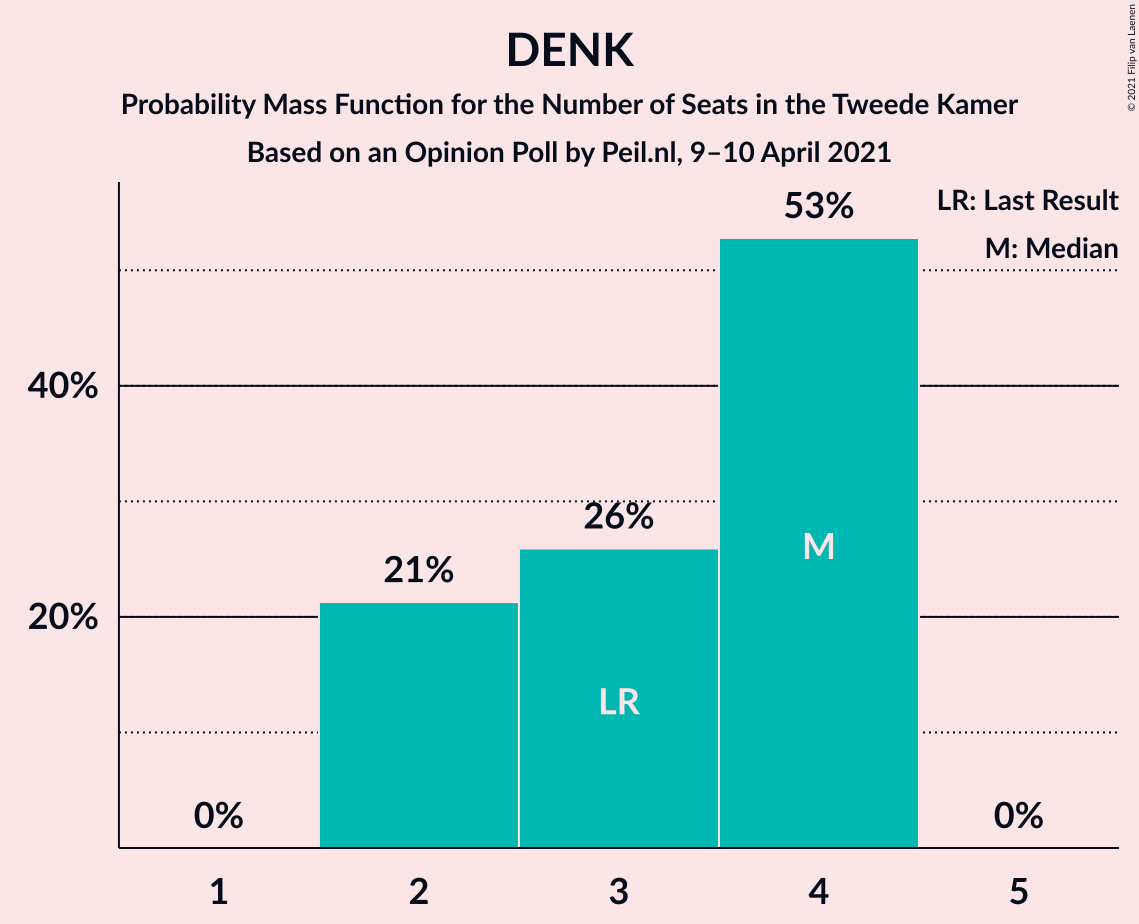 DENK
Probability Mass Function for the Number of Seats in the Tweede Kamer
Based on an Opinion Poll by Peil.nl, 9–10 April 2021
© 2021 Filip van Laenen
LR: Last Result
M: Median
53%
40%
26%
M
21%
20%
LR
0%
0%
1
2
3
4
5